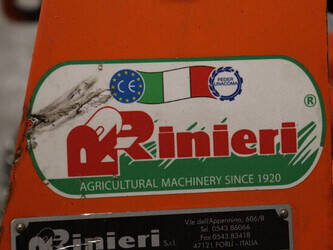 CE
FEDER
UNACOMA
Rinieri ®
AGRICULTURAL MACHINERY SINCE 1920
Rinieri S.r.l.
V.le dell'Appennino, 606/B
Tel. 0543.86066
Fax 0543.83418
47121 FORLì - ITALIA